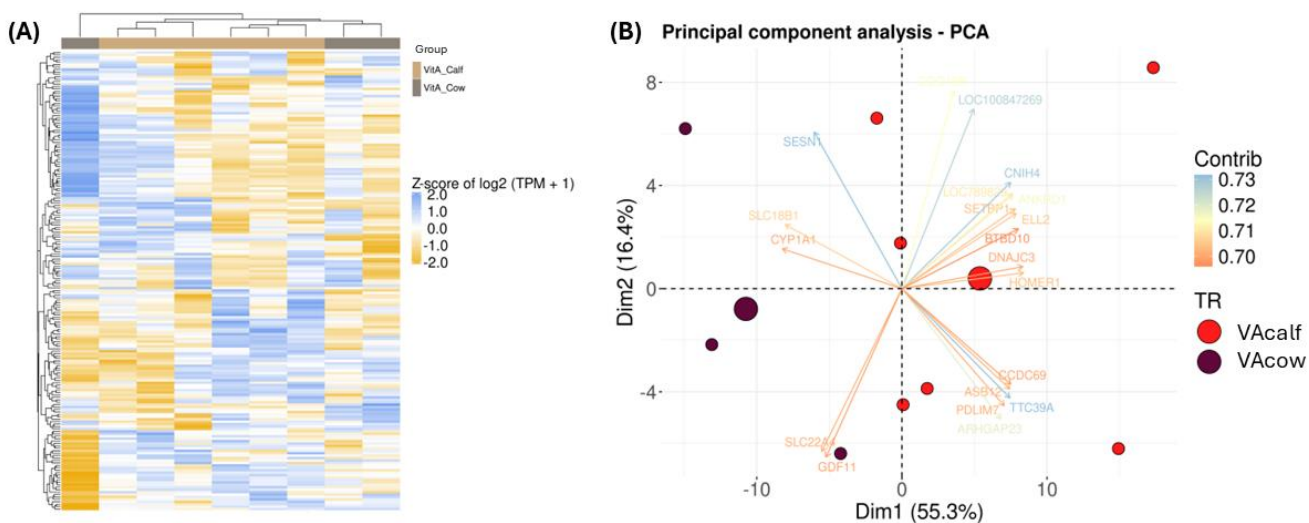 (A)
Group
VitA_Calf
VitA_Cow
Z-score of log2 (TPM + 1)
2.0
1.0
0.0
-1.0
-2.0
(B)
Principal component analysis - PCA
8
4
0
-4
Dim2 (16.4%)
-10
0
10
Dim1 (55.3%)
LOC100847269
SESN1
CNIH4
SETBP1
SLC18B1
ELL2
CYP1A1
BTBD10
DNAJC3
HOMER1
CCDC69
ASB12
PDLIM7
TTC39A
ARHGAP23
SLC22A4
GDF11
Contrib
0.73
0.72
0.71
0.70
TR
VAcalf
VAcow